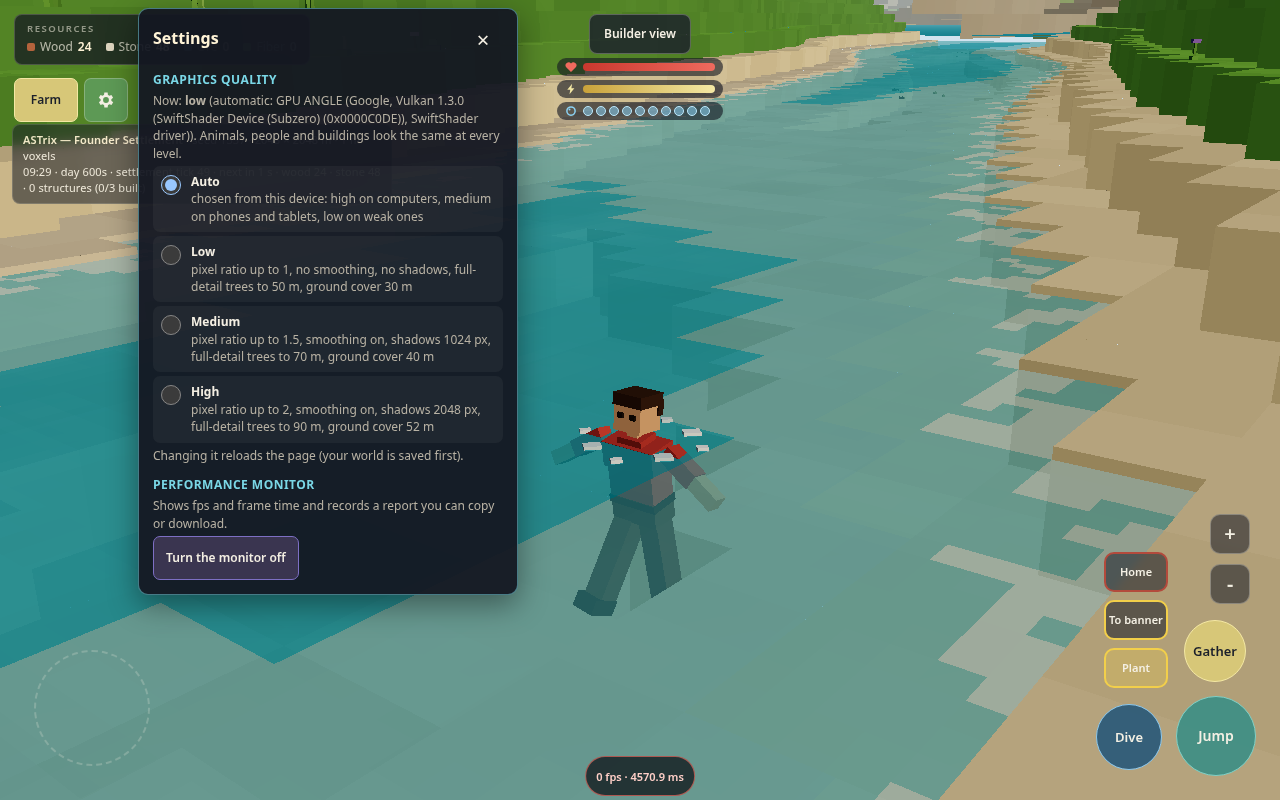 RESOURCES
Wood 24
Settings
✕
Builder view
GRAPHICS QUALITY
Now: low (automatic: GPU ANGLE (Google, Vulkan 1.3.0
(SwiftShader Device (Subzero) (0x0000C0DE)), SwiftShader
driver)). Animals, people and buildings look the same at every
level.
Farm
ASTrix — Founder
voxels
09:29 · day 600s ·
· 0 structures (0/3
Auto
chosen from this device: high on computers, medium
on phones and tablets, low on weak ones
Low
pixel ratio up to 1, no smoothing, no shadows, full-
detail trees to 50 m, ground cover 30 m
Medium
pixel ratio up to 1.5, smoothing on, shadows 1024 px,
full-detail trees to 70 m, ground cover 40 m
High
pixel ratio up to 2, smoothing on, shadows 2048 px,
full-detail trees to 90 m, ground cover 52 m
Changing it reloads the page (your world is saved first).
PERFORMANCE MONITOR
Shows fps and frame time and records a report you can copy
or download.
Turn the monitor off
+
-
Home
To banner
Plant
Gather
Dive
Jump
0 fps · 4570.9 ms